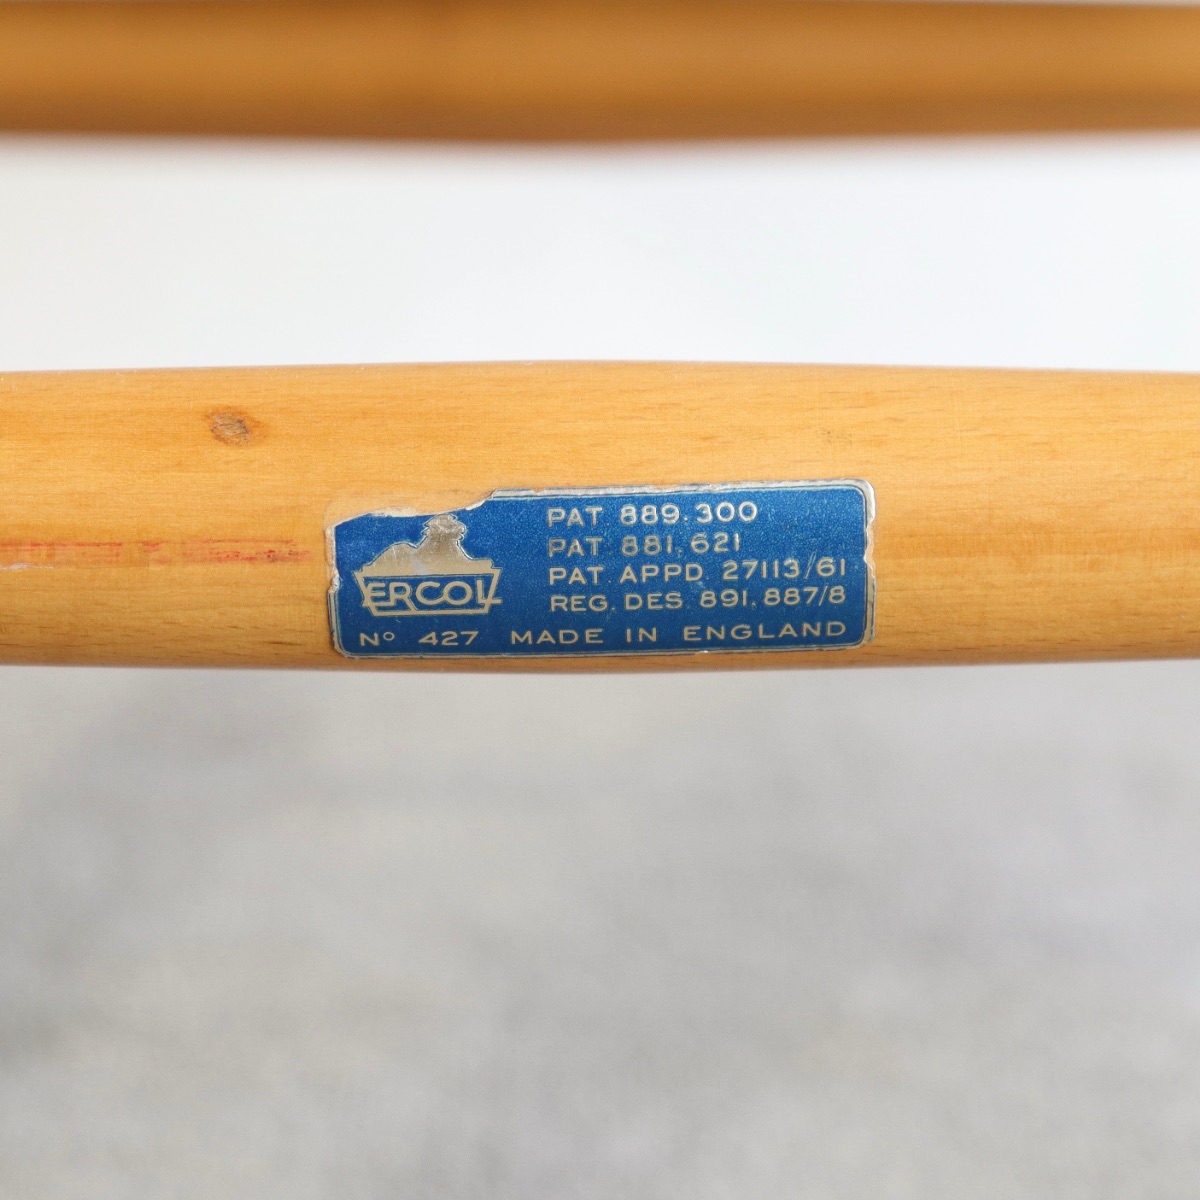 PAT 889.300
PAT 881.621
PAT. APPD 27113/61
REG. DES. 891.887/8
ERCOL
Nº 427 MADE IN ENGLAND